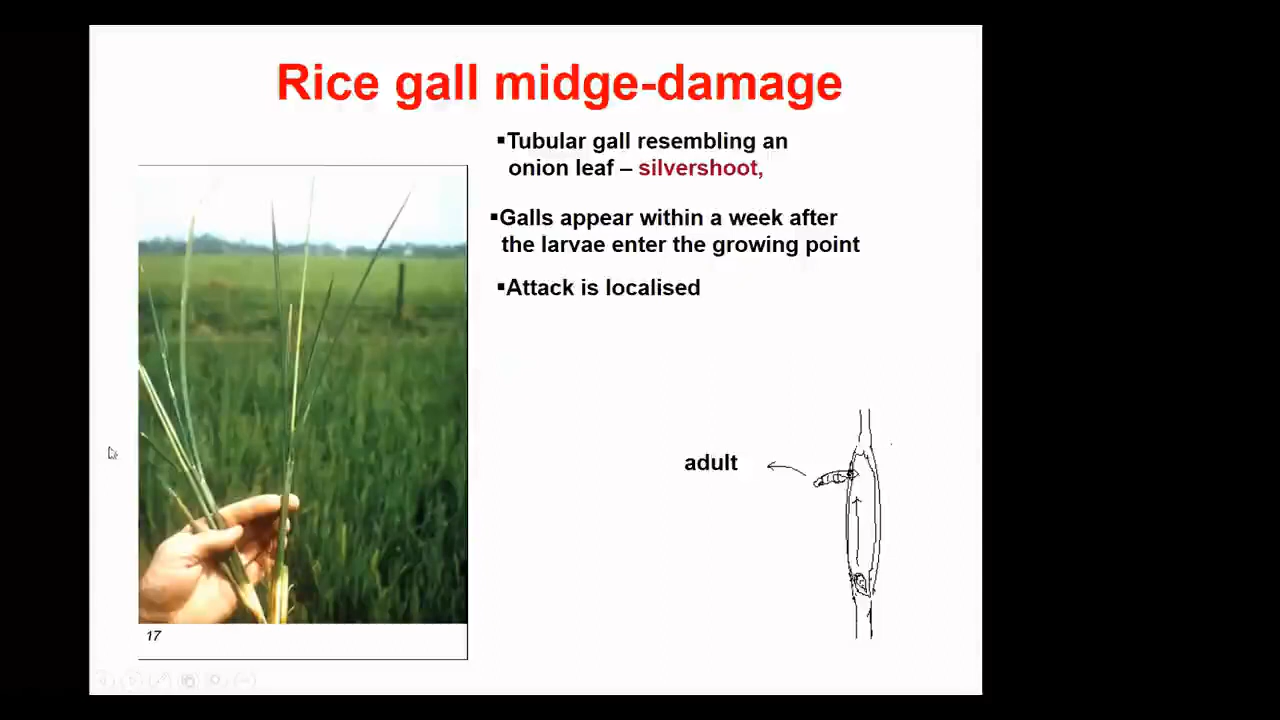 Rice gall midge-damage
▪Tubular gall resembling an
onion leaf – silvershoot,
▪Galls appear within a week after
the larvae enter the growing point
▪Attack is localised
adult
17